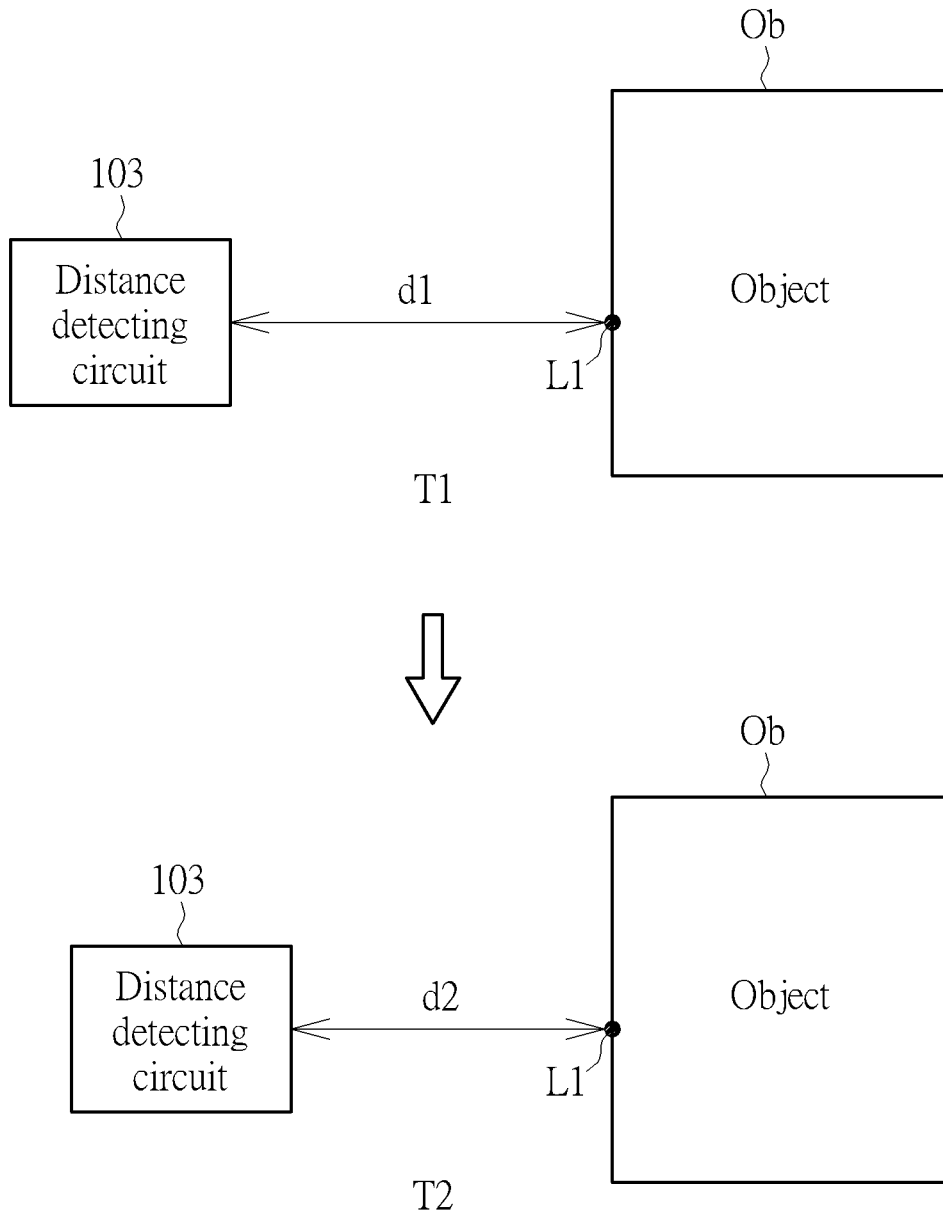 Ob
103
Distance
detecting
circuit
d1
Object
L1
T1
Ob
103
Distance
detecting
circuit
d2
Object
L1
T2